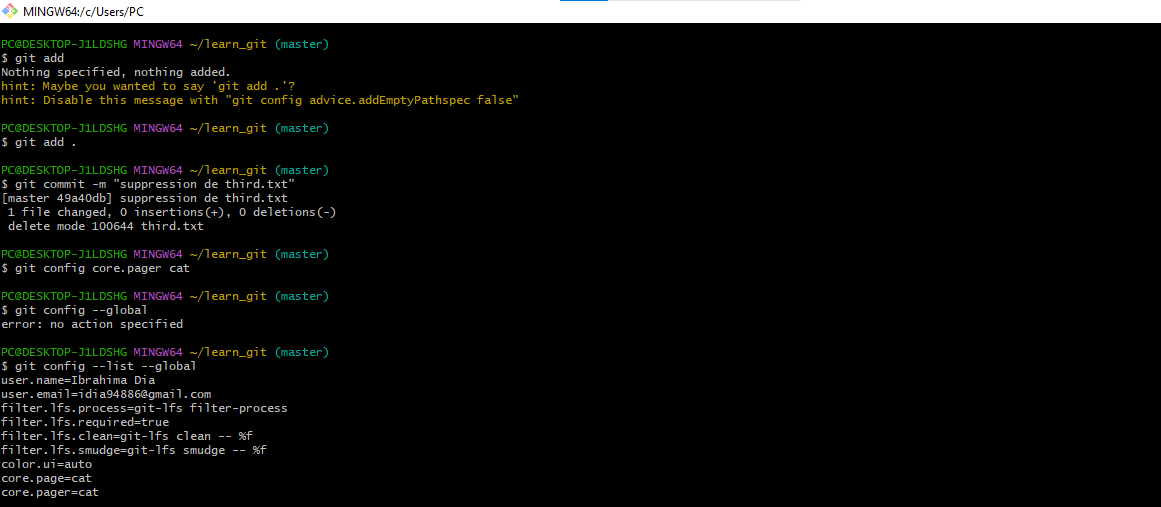 MINGW64:/c/Users/PC
PC@DESKTOP-J1LDSHG MINGW64 ~/learn_git (master)
$ git add
Nothing specified, nothing added.
hint: Maybe you wanted to say 'git add .'?
hint: Disable this message with "git config advice.addEmptyPathspec false"
PC@DESKTOP-J1LDSHG MINGW64 ~/learn_git (master)
$ git add .
PC@DESKTOP-J1LDSHG MINGW64 ~/learn_git (master)
$ git commit -m "suppression de third.txt"
[master 49a40db] suppression de third.txt
 1 file changed, 0 insertions(+), 0 deletions(-)
 delete mode 100644 third.txt
PC@DESKTOP-J1LDSHG MINGW64 ~/learn_git (master)
$ git config core.pager cat
PC@DESKTOP-J1LDSHG MINGW64 ~/learn_git (master)
$ git config --global
error: no action specified
PC@DESKTOP-J1LDSHG MINGW64 ~/learn_git (master)
$ git config --list --global
user.name=Ibrahima Dia
user.email=idia94886@gmail.com
filter.lfs.process=git-lfs filter-process
filter.lfs.required=true
filter.lfs.clean=git-lfs clean -- %f
filter.lfs.smudge=git-lfs smudge -- %f
color.ui=auto
core.page=cat
core.pager=cat